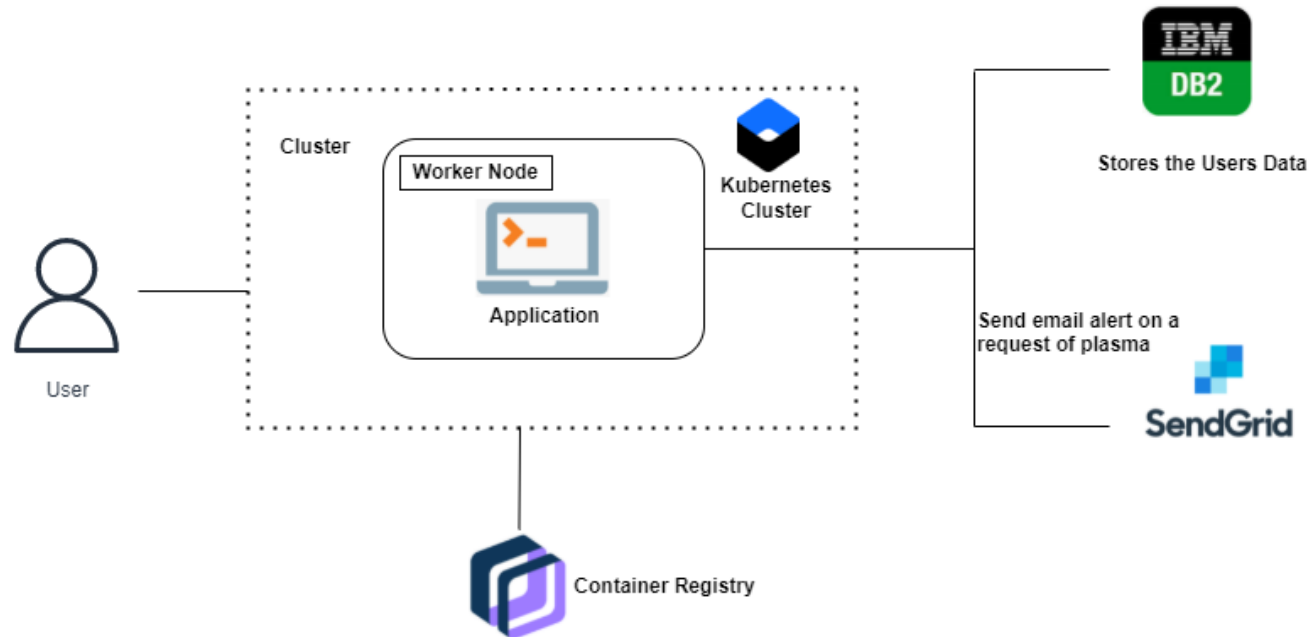 IBM
DB2
Stores the Users Data
Cluster
Kubernetes
Cluster
Worker Node
Application
User
Send email alert on a
request of plasma
SendGrid
Container Registry